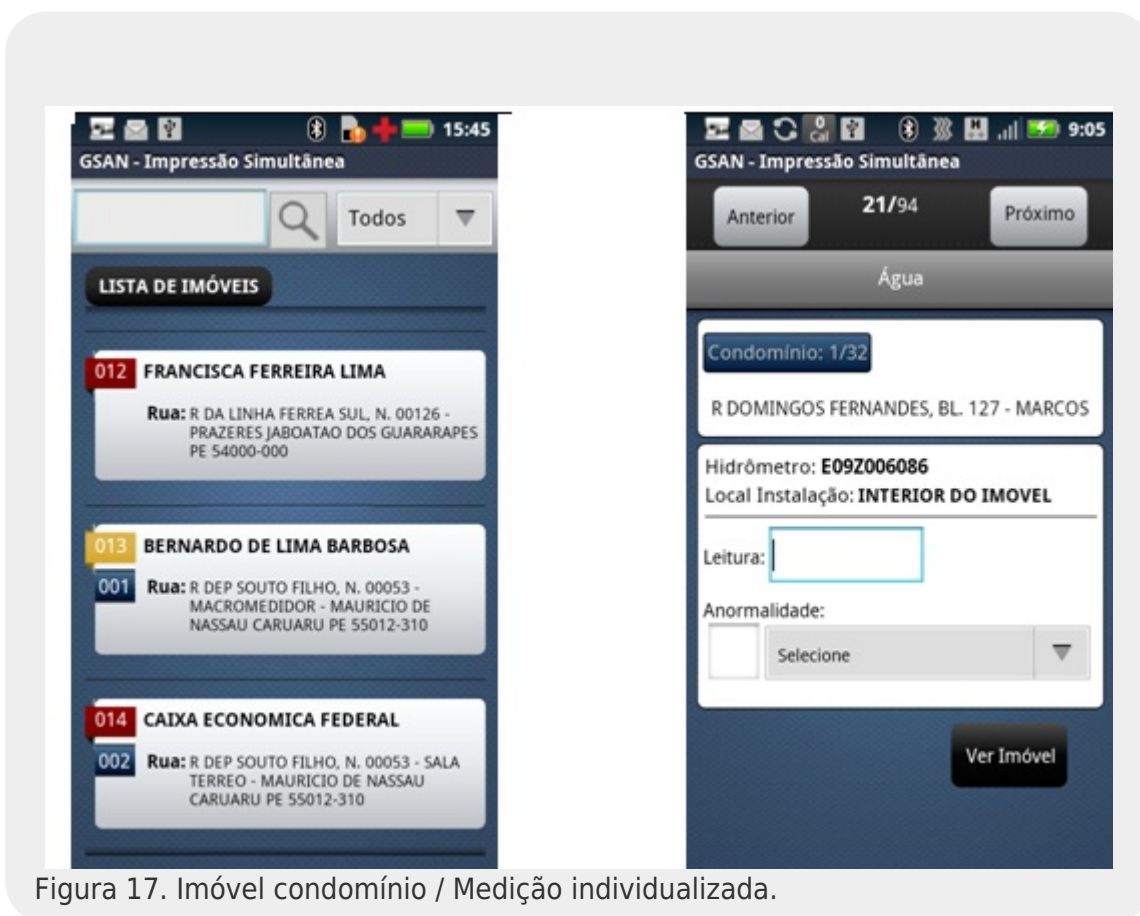 15:45
GSAN - Impressão Simultânea
Todos
LISTA DE IMÓVEIS
012 FRANCISCA FERREIRA LIMA
Rua: R DA LINHA FERREA SUL, N. 00126 -
PRAZERES JABOATAO DOS GUARARAPES
PE 54000-000
013 BERNARDO DE LIMA BARBOSA
001 Rua: R DEP SOUTO FILHO, N. 00053 -
MACROMEDIDOR - MAURICIO DE
NASSAU CARUARU PE 55012-310
014 CAIXA ECONOMICA FEDERAL
002 Rua: R DEP SOUTO FILHO, N. 00053 - SALA
TERREO - MAURICIO DE NASSAU
CARUARU PE 55012-310
0
Cal
H
9:05
GSAN - Impressão Simultânea
Anterior 21/94 Próximo
Água
Condomínio: 1/32
R DOMINGOS FERNANDES, BL. 127 - MARCOS
Hidrômetro: E09Z006086
Local Instalação: INTERIOR DO IMOVEL
Leitura:
Anormalidade:
Selecione
Ver Imóvel
Figura 17. Imóvel condomínio / Medição individualizada.